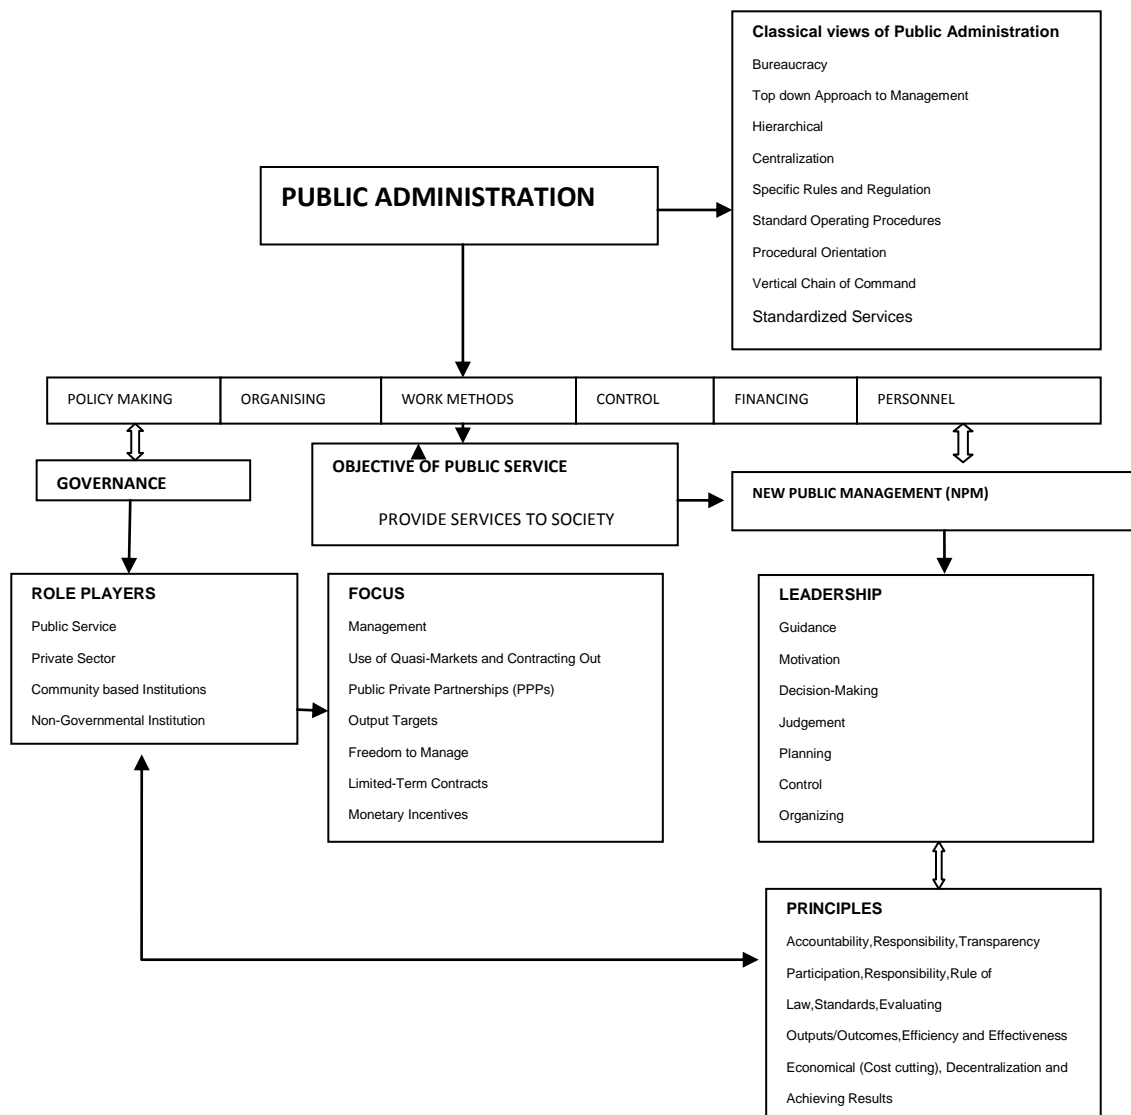 Classical views of Public Administration
Bureaucracy
Top down Approach to Management
Hierarchical
Centralization
Specific Rules and Regulation
Standard Operating Procedures
Procedural Orientation
Vertical Chain of Command
Standardized Services
PUBLIC ADMINISTRATION
POLICY MAKING
ORGANISING
WORK METHODS
CONTROL
FINANCING
PERSONNEL
GOVERNANCE
OBJECTIVE OF PUBLIC SERVICE
PROVIDE SERVICES TO SOCIETY
NEW PUBLIC MANAGEMENT (NPM)
ROLE PLAYERS
Public Service
Private Sector
Community based Institutions
Non-Governmental Institution
FOCUS
Management
Use of Quasi-Markets and Contracting Out
Public Private Partnerships (PPPs)
Output Targets
Freedom to Manage
Limited-Term Contracts
Monetary Incentives
LEADERSHIP
Guidance
Motivation
Decision-Making
Judgement
Planning
Control
Organizing
PRINCIPLES
Accountability,Responsibility,Transparency
Participation,Responsibility,Rule of
Law,Standards,Evaluating
Outputs/Outcomes,Efficiency and Effectiveness
Economical (Cost cutting), Decentralization and
Achieving Results